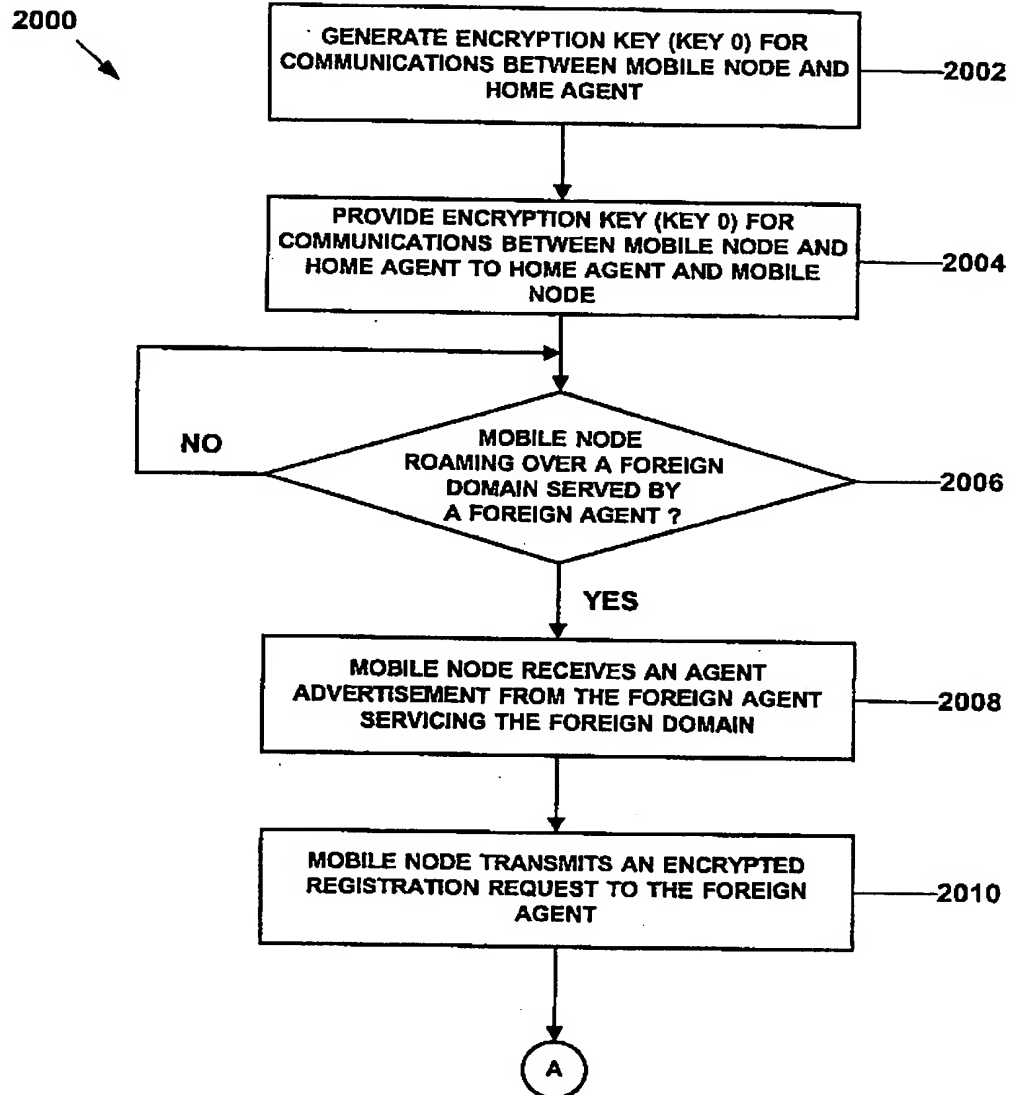 2000
GENERATE ENCRYPTION KEY (KEY 0) FOR
COMMUNICATIONS BETWEEN MOBILE NODE AND
HOME AGENT
2002
PROVIDE ENCRYPTION KEY (KEY 0) FOR
COMMUNICATIONS BETWEEN MOBILE NODE AND
HOME AGENT TO HOME AGENT AND MOBILE
NODE
2004
NO
MOBILE NODE
ROAMING OVER A FOREIGN
DOMAIN SERVED BY
A FOREIGN AGENT ?
2006
YES
MOBILE NODE RECEIVES AN AGENT
ADVERTISEMENT FROM THE FOREIGN AGENT
SERVICING THE FOREIGN DOMAIN
2008
MOBILE NODE TRANSMITS AN ENCRYPTED
REGISTRATION REQUEST TO THE FOREIGN
AGENT
2010
A